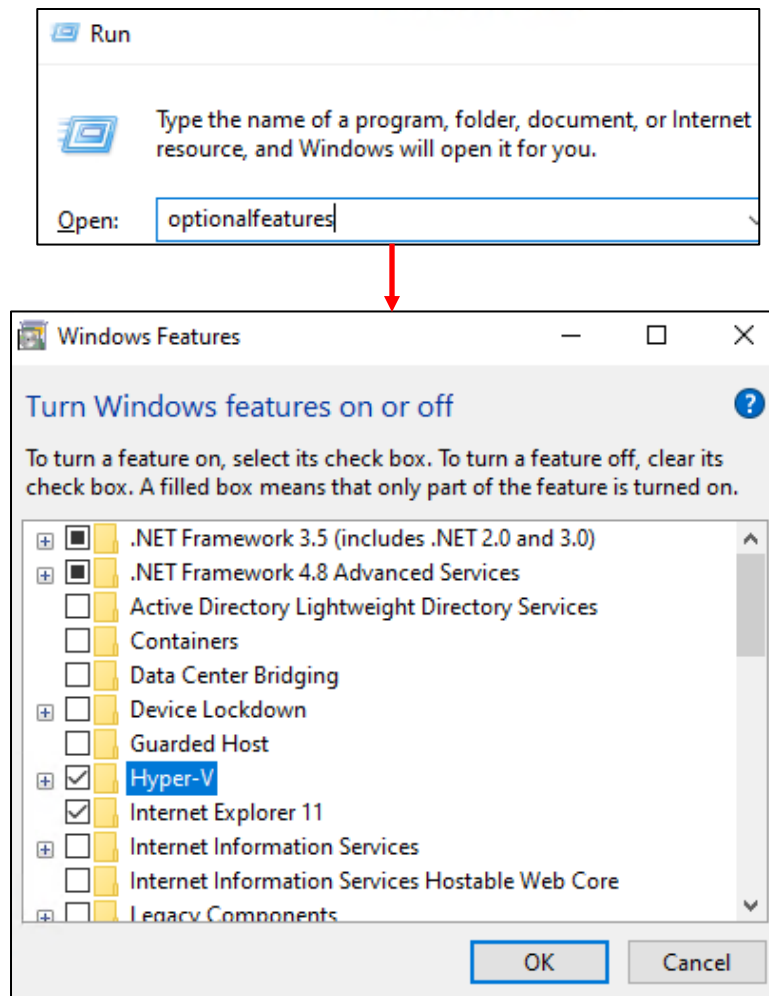 Run
Type the name of a program, folder, document, or Internet
resource, and Windows will open it for you.
Open:
optionalfeatures
Windows Features
Turn Windows features on or off
?
To turn a feature on, select its check box. To turn a feature off, clear its
check box. A filled box means that only part of the feature is turned on.
.NET Framework 3.5 (includes .NET 2.0 and 3.0)
.NET Framework 4.8 Advanced Services
Active Directory Lightweight Directory Services
Containers
Data Center Bridging
Device Lockdown
Guarded Host
Hyper-V
Internet Explorer 11
Internet Information Services
Internet Information Services Hostable Web Core
Legacy Components
OK
Cancel